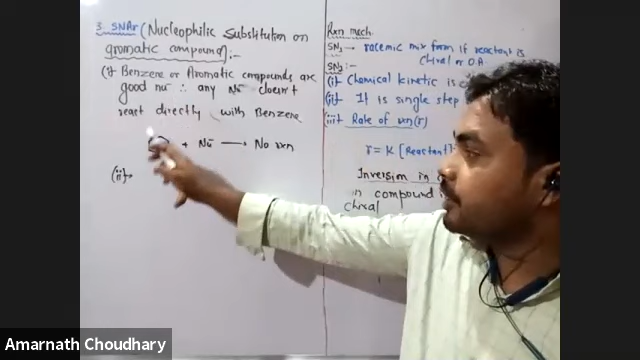 3. SNAr (Nucleophilic Substitution on
aromatic compound) :-
(i) Benzene or Aromatic compounds are
good nu⁻ ∴ any Nu⁻ doesn't
react directly with Benzene
+ Nu⁻ ⟶ No rxn
(ii)
Rxn mech.
SN1 → racemic mix form if reactant is
chiral or O.A
SN2 :-
(i) Chemical kinetic is
(ii) It is single step
(iii) Rate of rxn(r)
r = K [Reactant]
Inversion in
in compound
chiral
Amarnath Choudhary